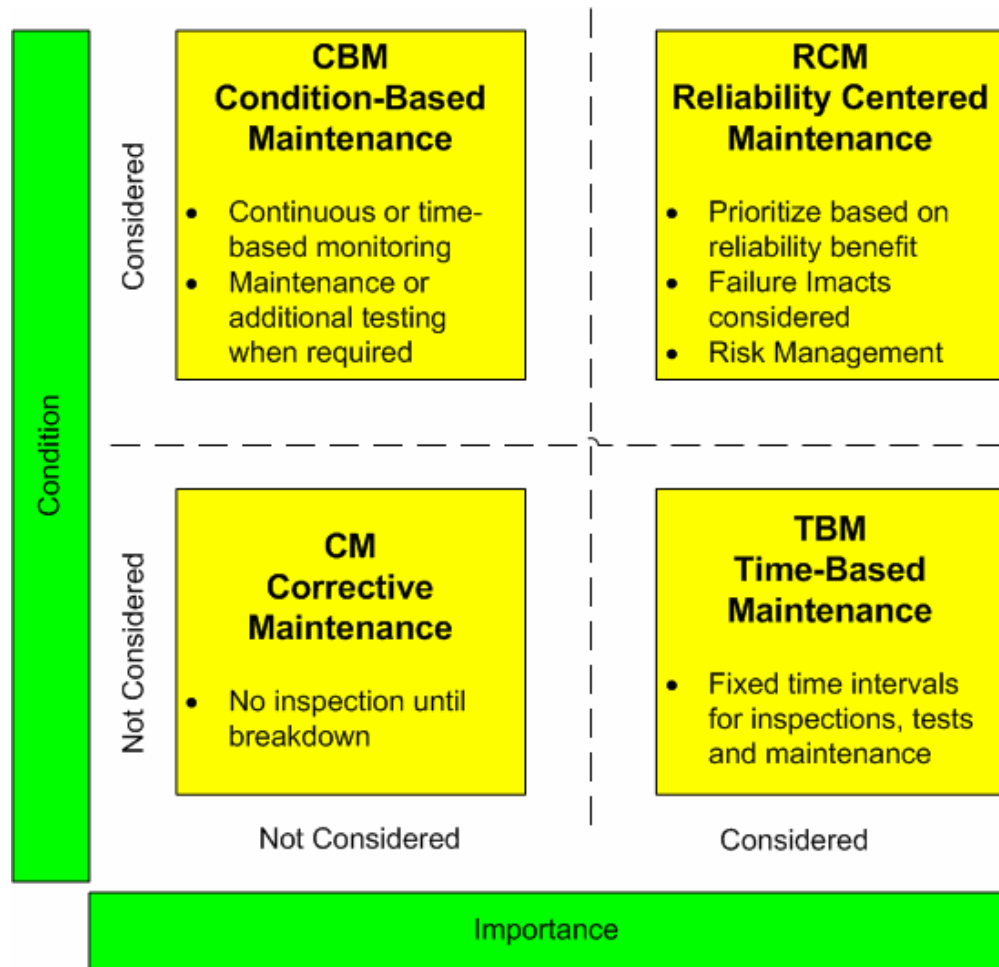 CBM
Condition-Based
Maintenance
• Continuous or time-
based monitoring
• Maintenance or
additional testing
when required
RCM
Reliability Centered
Maintenance
• Prioritize based on
reliability benefit
• Failure Imacts
considered
• Risk Management
Considered
Condition
CM
Corrective
Maintenance
• No inspection until
breakdown
TBM
Time-Based
Maintenance
• Fixed time intervals
for inspections, tests
and maintenance
Not Considered
Not Considered
Considered
Importance